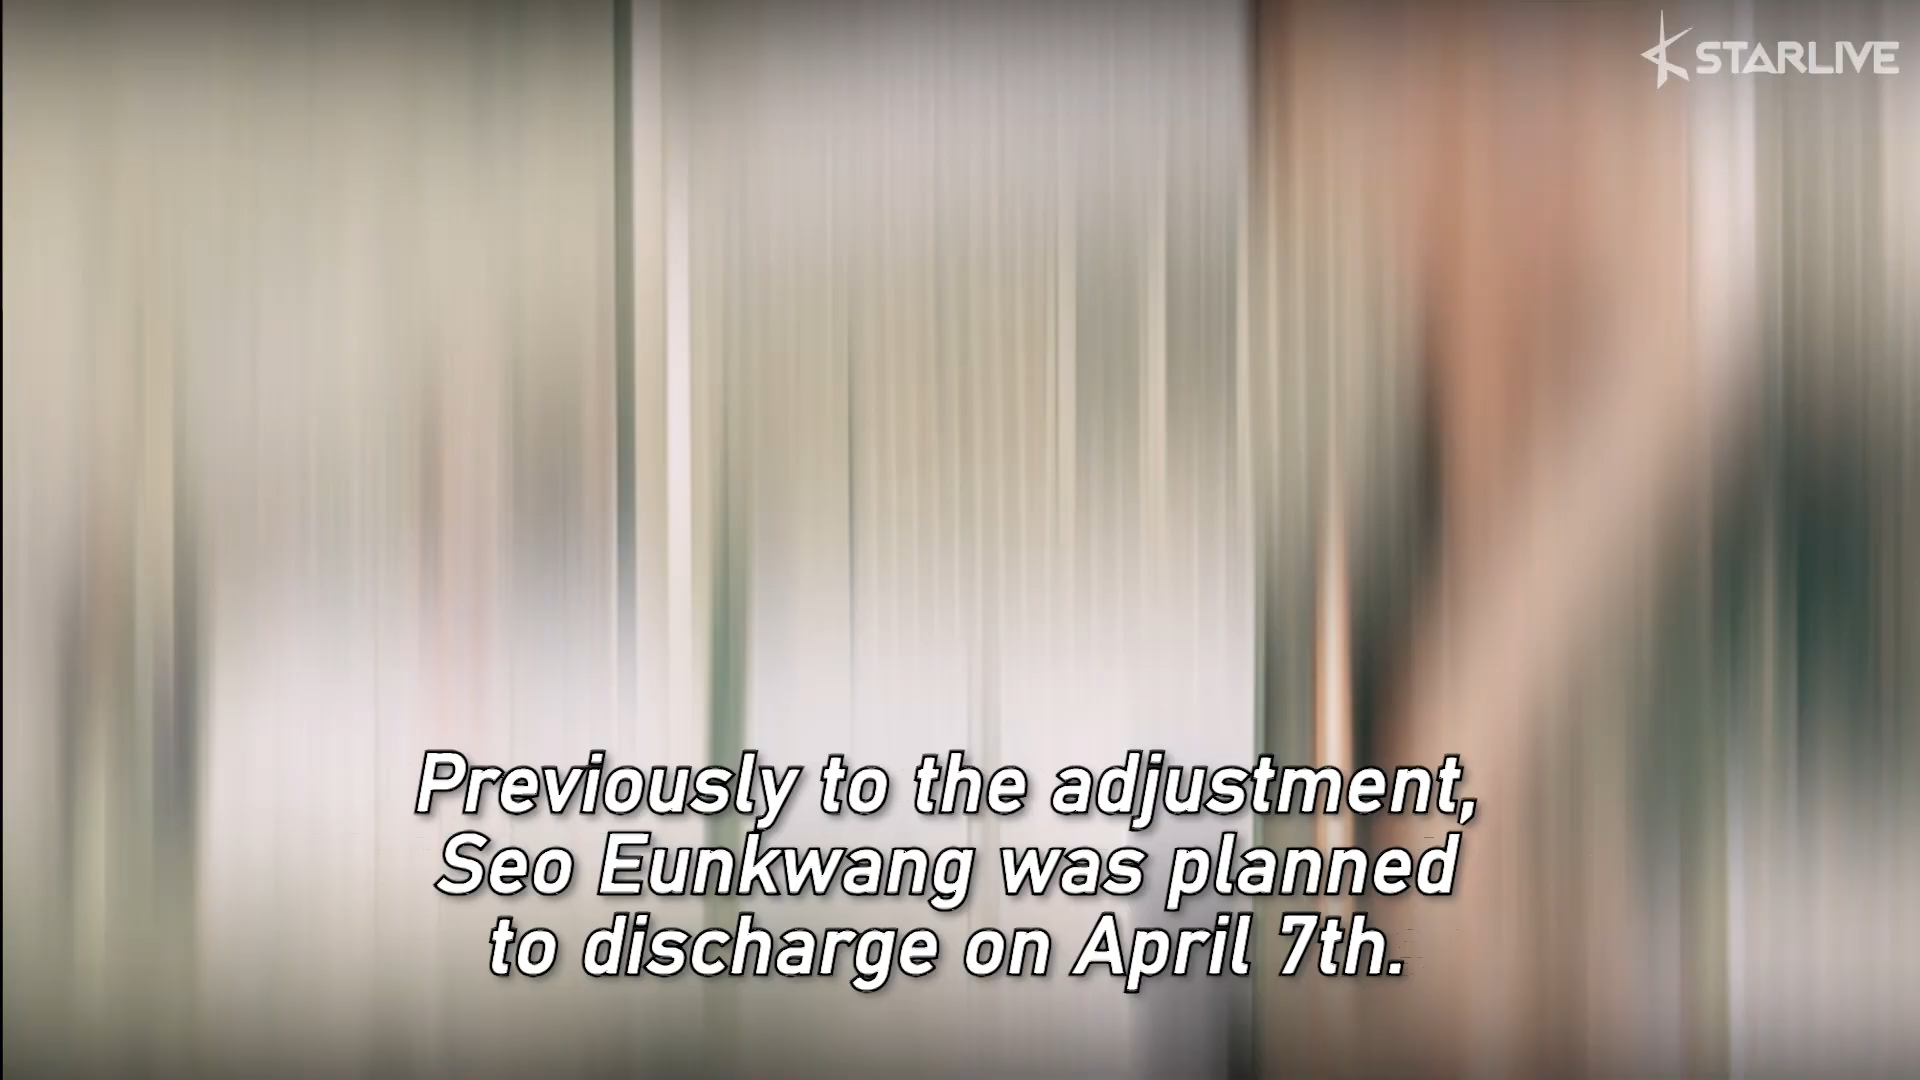 STARLIVE
Previously to the adjustment,
Seo Eunkwang was planned
to discharge on April 7th.